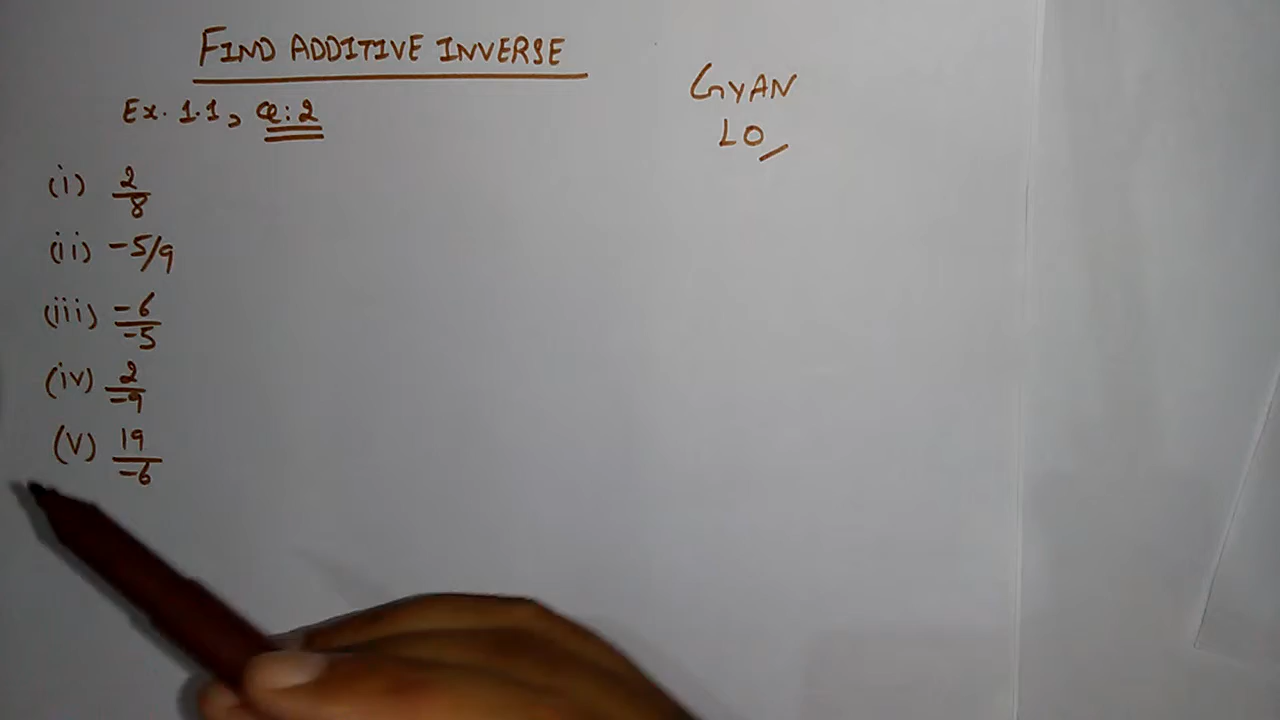 FIND ADDITIVE INVERSE
Ex. 1.1, Q:2
GYAN
LO
(i) 2/8
(ii) -5/9
(iii) -6/-5
(iv) 2/-9
(v) 19/-6